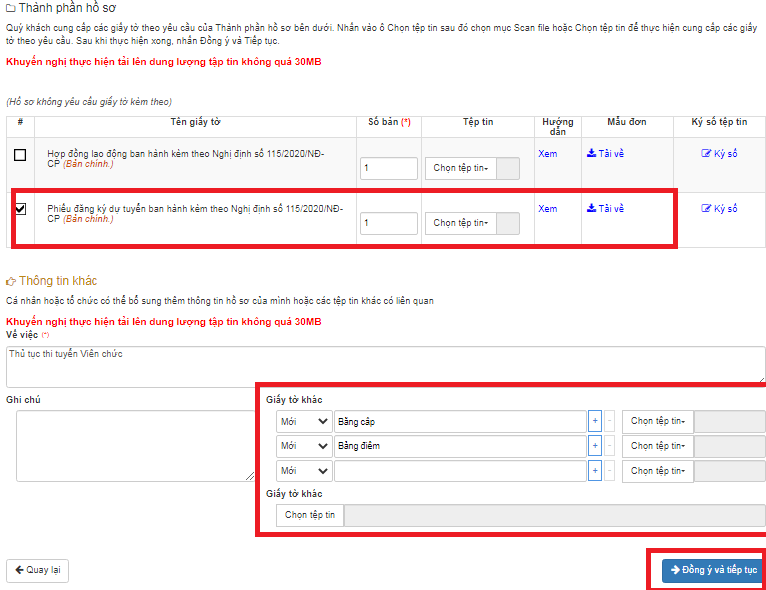 Thành phần hồ sơ
Quý khách cung cấp các giấy tờ theo yêu cầu của Thành phần hồ sơ bên dưới. Nhấn vào ô Chọn tệp tin sau đó chọn mục Scan file hoặc Chọn tệp tin để thực hiện cung cấp các giấy
tờ theo yêu cầu. Sau khi thực hiện xong, nhấn Đồng ý và Tiếp tục.
Khuyến nghị thực hiện tải lên dung lượng tập tin không quá 30MB
(Hồ sơ không yêu cầu giấy tờ kèm theo)
# Tên giấy tờ Số bản (*) Tệp tin Hướng dẫn Mẫu đơn Ký số tệp tin
Hợp đồng lao động ban hành kèm theo Nghị định số 115/2020/NĐ-
CP (Bản chính.)
1 Chọn tệp tin Xem Tải về Ký số
Phiếu đăng ký dự tuyển ban hành kèm theo Nghị định số 115/2020/NĐ-
CP (Bản chính.)
1 Chọn tệp tin Xem Tải về Ký số
Thông tin khác
Cá nhân hoặc tổ chức có thể bổ sung thêm thông tin hồ sơ của mình hoặc các tệp tin khác có liên quan
Khuyến nghị thực hiện tải lên dung lượng tập tin không quá 30MB
Về việc (*)
Thủ tục thi tuyển Viên chức
Ghi chú
Giấy tờ khác
Mới Bằng cấp + - Chọn tệp tin
Mới Bảng điểm + - Chọn tệp tin
Mới + - Chọn tệp tin
Giấy tờ khác
Chọn tệp tin
Quay lại
Đồng ý và tiếp tục